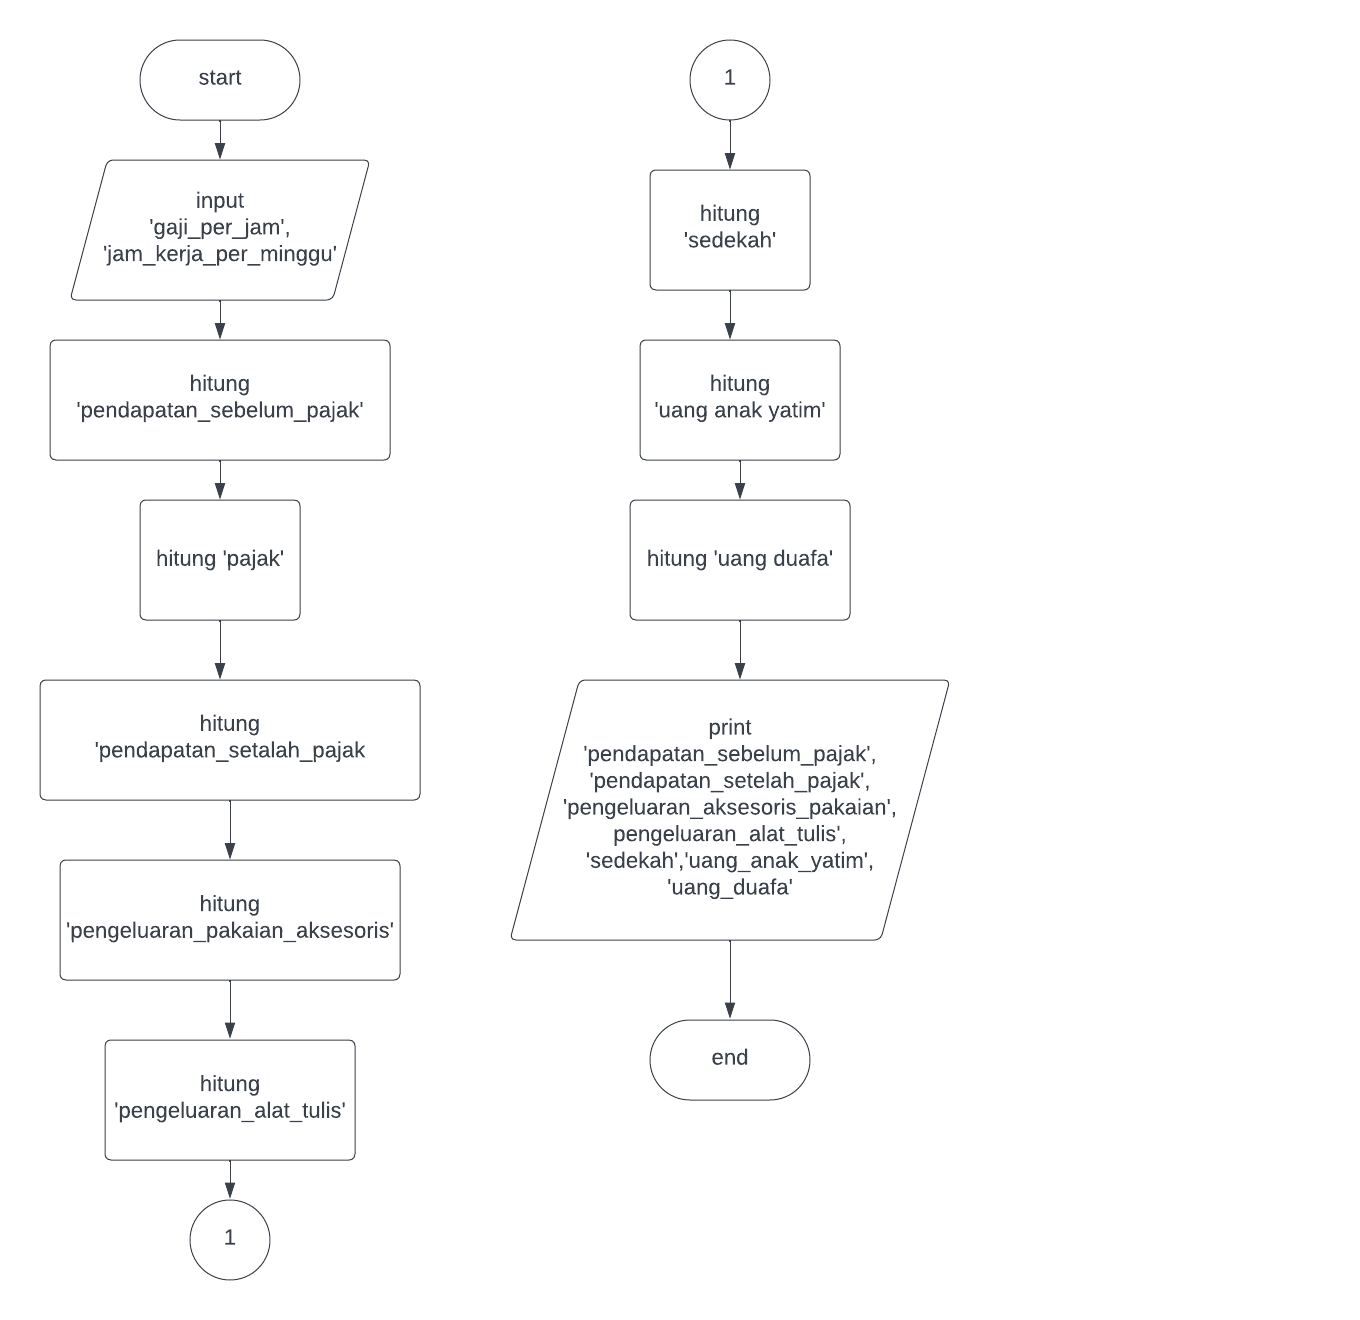 start
input
'gaji_per_jam',
'jam_kerja_per_minggu'
hitung
'pendapatan_sebelum_pajak'
hitung 'pajak'
hitung
'pendapatan_setalah_pajak
hitung
'pengeluaran_pakaian_aksesoris'
hitung
'pengeluaran_alat_tulis'
1
1
hitung
'sedekah'
hitung
'uang anak yatim'
hitung 'uang duafa'
print
'pendapatan_sebelum_pajak',
'pendapatan_setelah_pajak',
'pengeluaran_aksesoris_pakaian',
pengeluaran_alat_tulis',
'sedekah','uang_anak_yatim',
'uang_duafa'
end